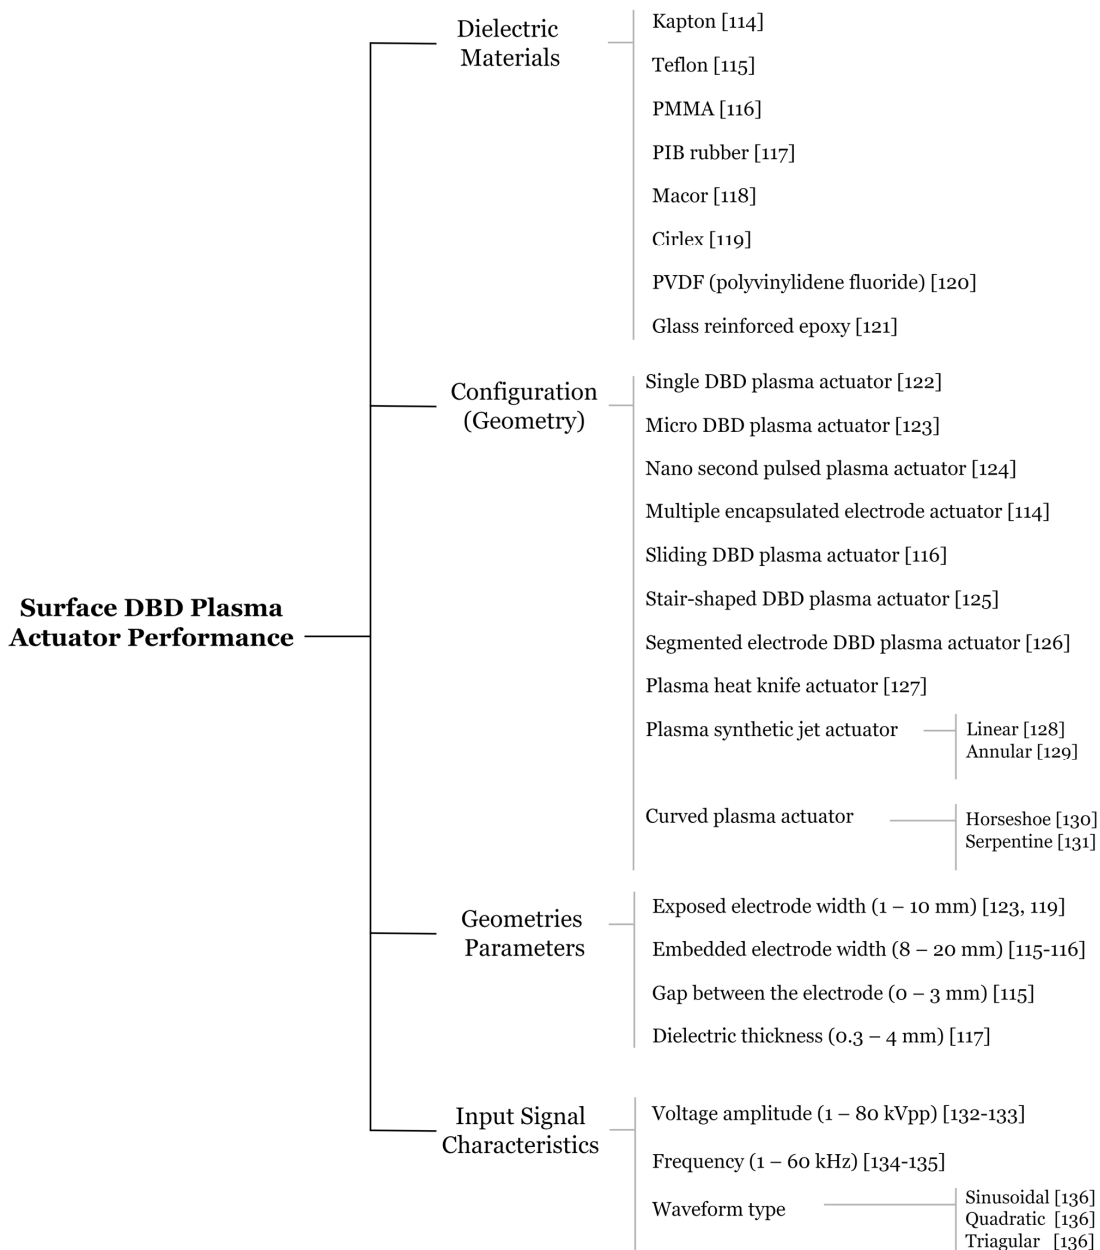 Dielectric
Materials
Kapton [114]
Teflon [115]
PMMA [116]
PIB rubber [117]
Macor [118]
Cirlex [119]
PVDF (polyvinylidene fluoride) [120]
Glass reinforced epoxy [121]
Configuration
(Geometry)
Single DBD plasma actuator [122]
Micro DBD plasma actuator [123]
Nano second pulsed plasma actuator [124]
Multiple encapsulated electrode actuator [114]
Sliding DBD plasma actuator [116]
Stair-shaped DBD plasma actuator [125]
Segmented electrode DBD plasma actuator [126]
Plasma heat knife actuator [127]
Plasma synthetic jet actuator
Linear [128]
Annular [129]
Curved plasma actuator
Horseshoe [130]
Serpentine [131]
Surface DBD Plasma
Actuator Performance
Geometries
Parameters
Exposed electrode width (1 – 10 mm) [123, 119]
Embedded electrode width (8 – 20 mm) [115-116]
Gap between the electrode (0 – 3 mm) [115]
Dielectric thickness (0.3 – 4 mm) [117]
Input Signal
Characteristics
Voltage amplitude (1 – 80 kVpp) [132-133]
Frequency (1 – 60 kHz) [134-135]
Waveform type
Sinusoidal [136]
Quadratic [136]
Triagular [136]